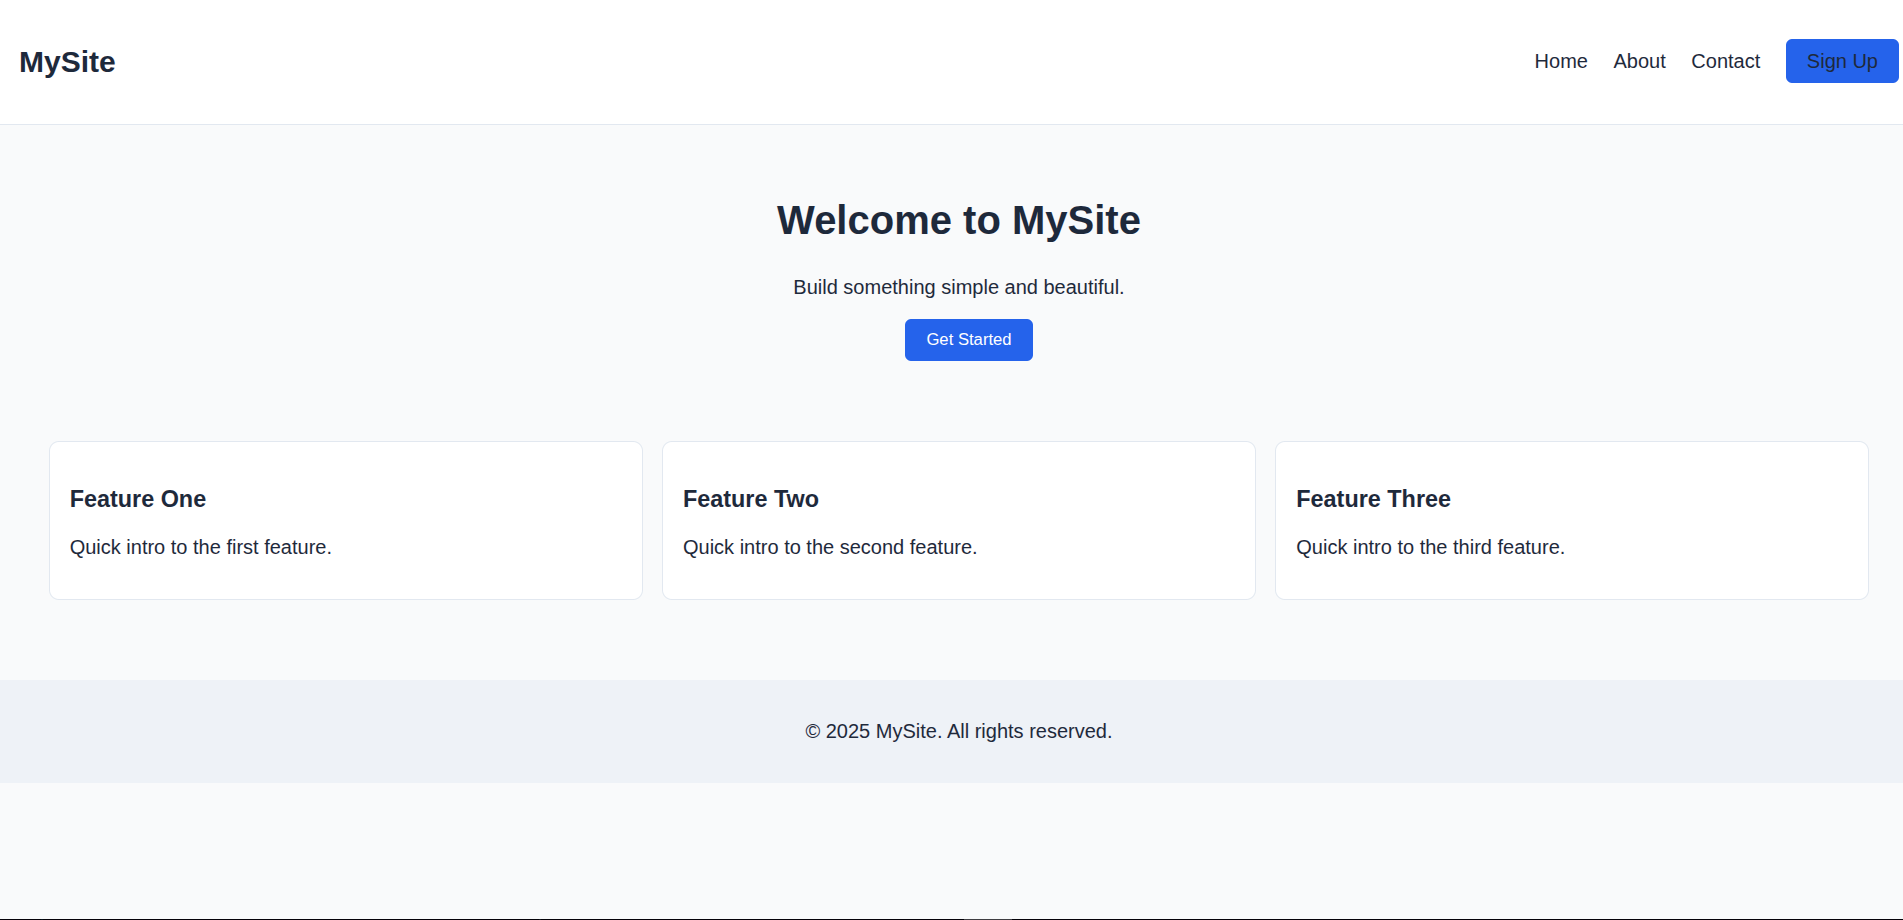 MySite
Home About Contact Sign Up
Welcome to MySite
Build something simple and beautiful.
Get Started
Feature One
Quick intro to the first feature.
Feature Two
Quick intro to the second feature.
Feature Three
Quick intro to the third feature.
© 2025 MySite. All rights reserved.